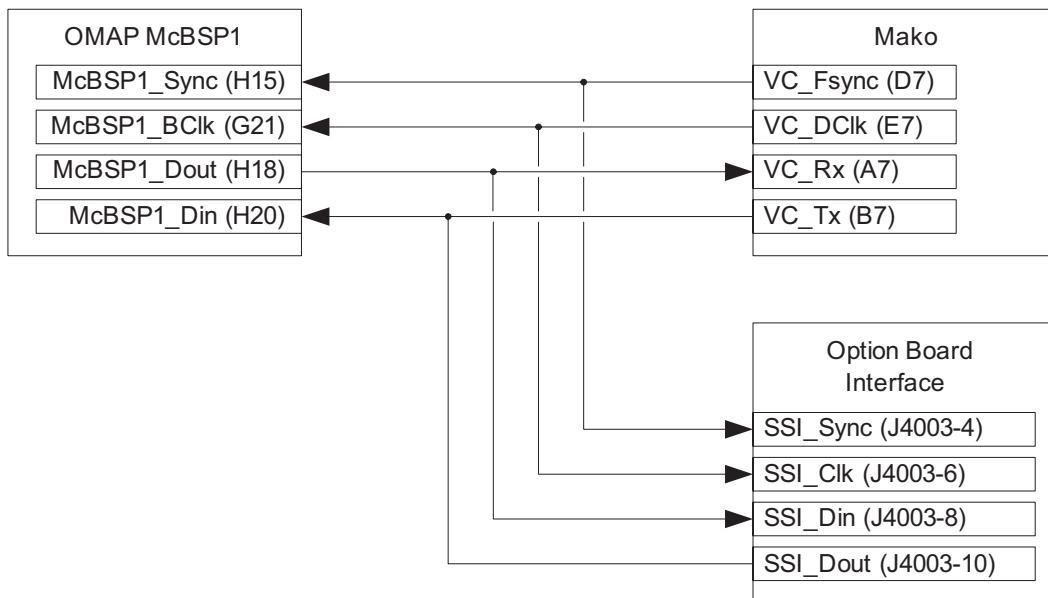 OMAP McBSP1
McBSP1_Sync (H15)
McBSP1_BClk (G21)
McBSP1_Dout (H18)
McBSP1_Din (H20)
Mako
VC_Fsync (D7)
VC_DClk (E7)
VC_Rx (A7)
VC_Tx (B7)
Option Board
Interface
SSI_Sync (J4003-4)
SSI_Clk (J4003-6)
SSI_Din (J4003-8)
SSI_Dout (J4003-10)